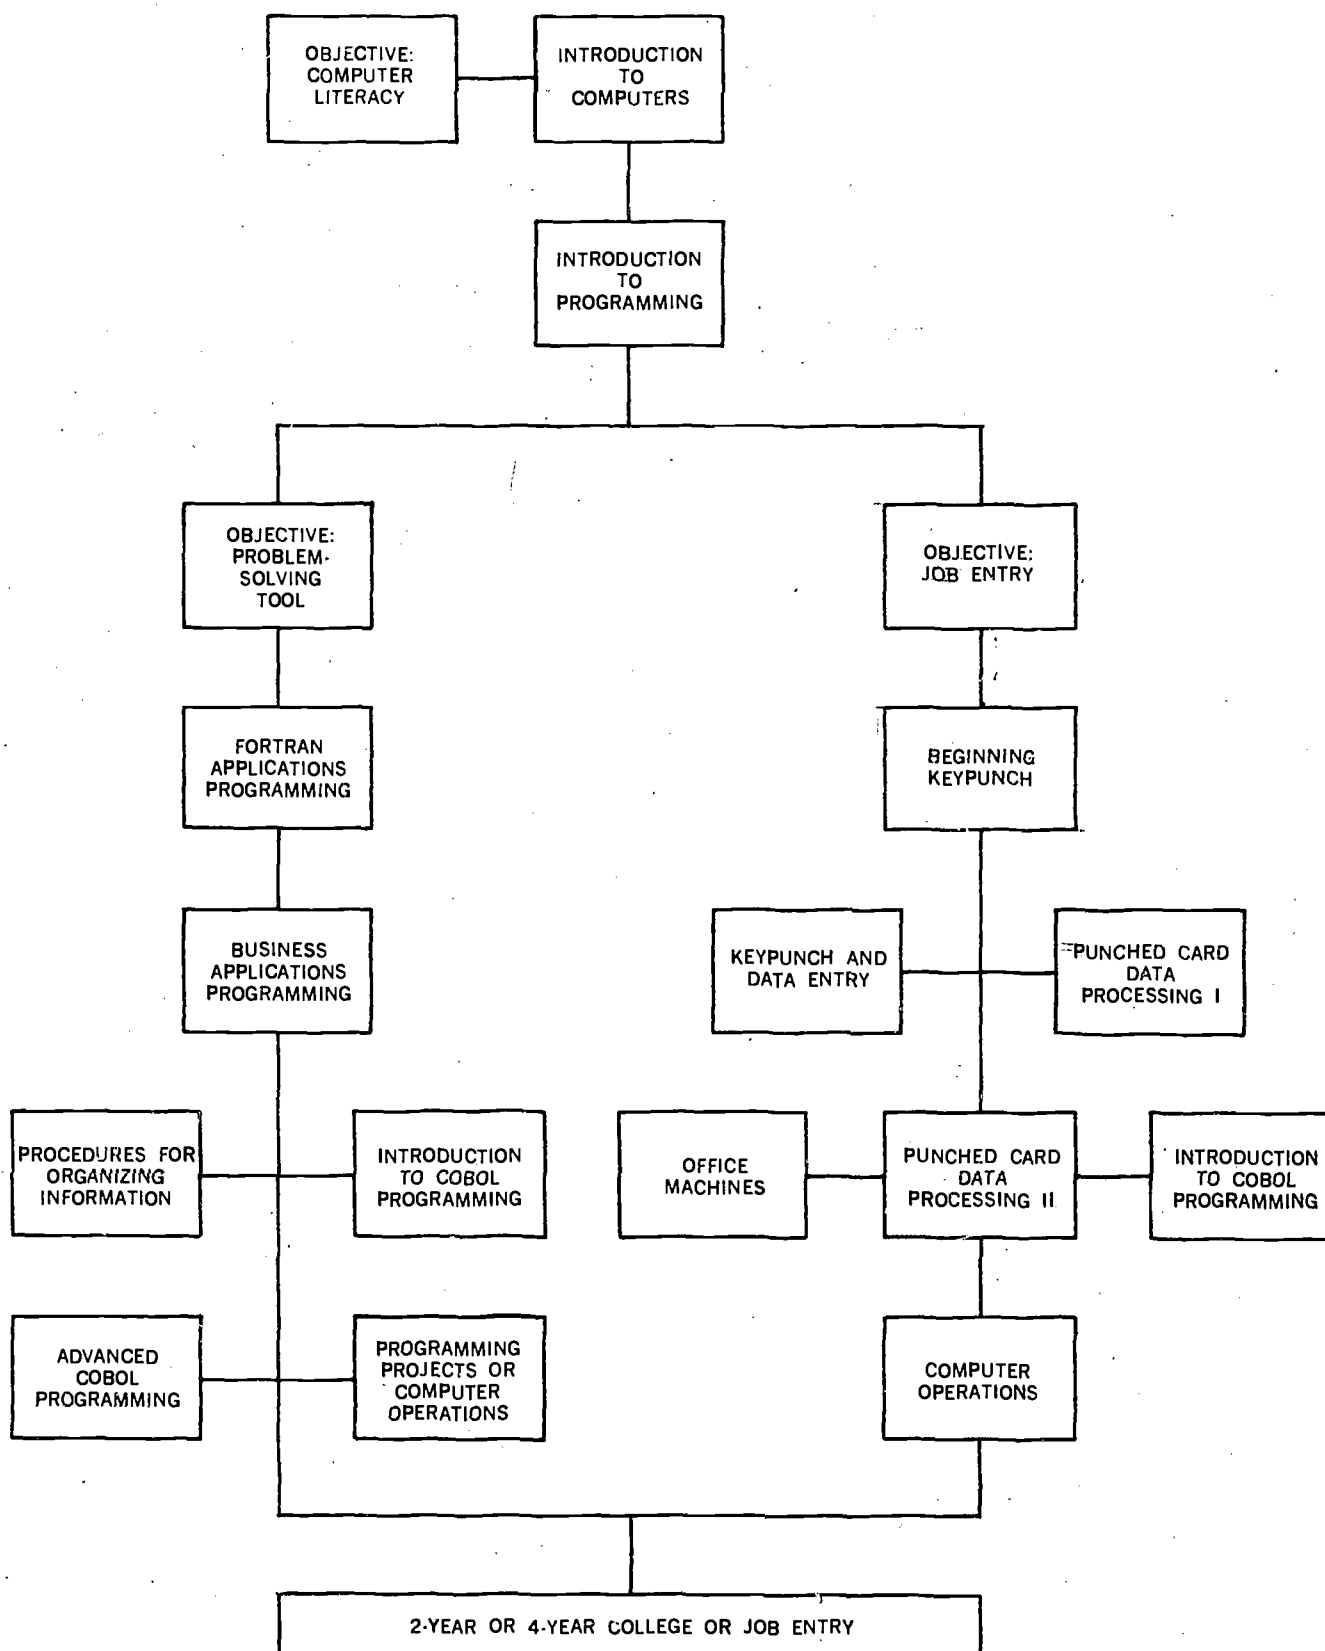 OBJECTIVE:
COMPUTER
LITERACY
INTRODUCTION
TO
COMPUTERS
INTRODUCTION
TO
PROGRAMMING
OBJECTIVE:
PROBLEM-
SOLVING
TOOL
OBJECTIVE:
JOB ENTRY
FORTRAN
APPLICATIONS
PROGRAMMING
BEGINNING
KEYPUNCH
BUSINESS
APPLICATIONS
PROGRAMMING
KEYPUNCH AND
DATA ENTRY
PUNCHED CARD
DATA
PROCESSING I
PROCEDURES FOR
ORGANIZING
INFORMATION
INTRODUCTION
TO COBOL
PROGRAMMING
OFFICE
MACHINES
PUNCHED CARD
DATA
PROCESSING II
INTRODUCTION
TO COBOL
PROGRAMMING
ADVANCED
COBOL
PROGRAMMING
PROGRAMMING
PROJECTS OR
COMPUTER
OPERATIONS
COMPUTER
OPERATIONS
2-YEAR OR 4-YEAR COLLEGE OR JOB ENTRY